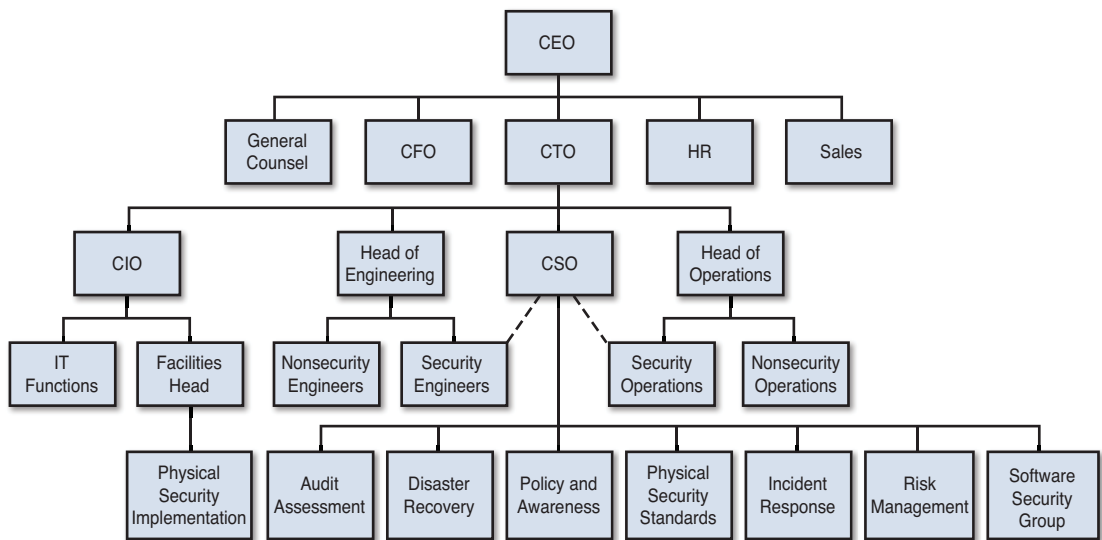 CEO
General
Counsel
CFO
CTO
HR
Sales
CIO
Head of
Engineering
CSO
Head of
Operations
IT
Functions
Facilities
Head
Nonsecurity
Engineers
Security
Engineers
Security
Operations
Nonsecurity
Operations
Physical
Security
Implementation
Audit
Assessment
Disaster
Recovery
Policy and
Awareness
Physical
Security
Standards
Incident
Response
Risk
Management
Software
Security
Group